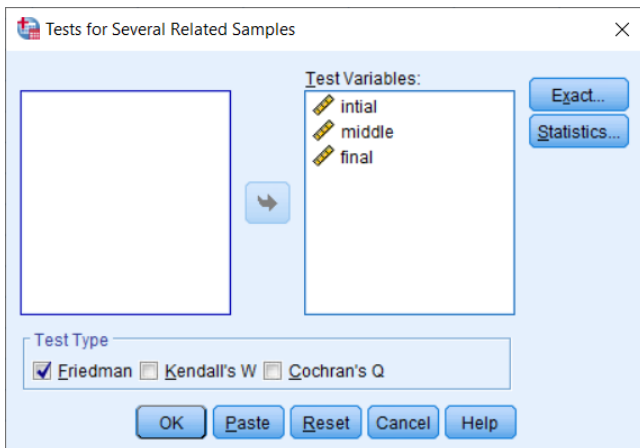 Tests for Several Related Samples
Test Variables:
intial
middle
final
Exact...
Statistics...
Test Type
Friedman Kendall's W Cochran's Q
OK Paste Reset Cancel Help